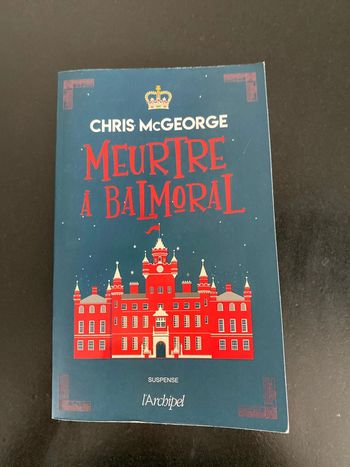 CHRIS McGEORGE
MEURTRE
À BALMORAL
SUSPENSE
l'Archipel